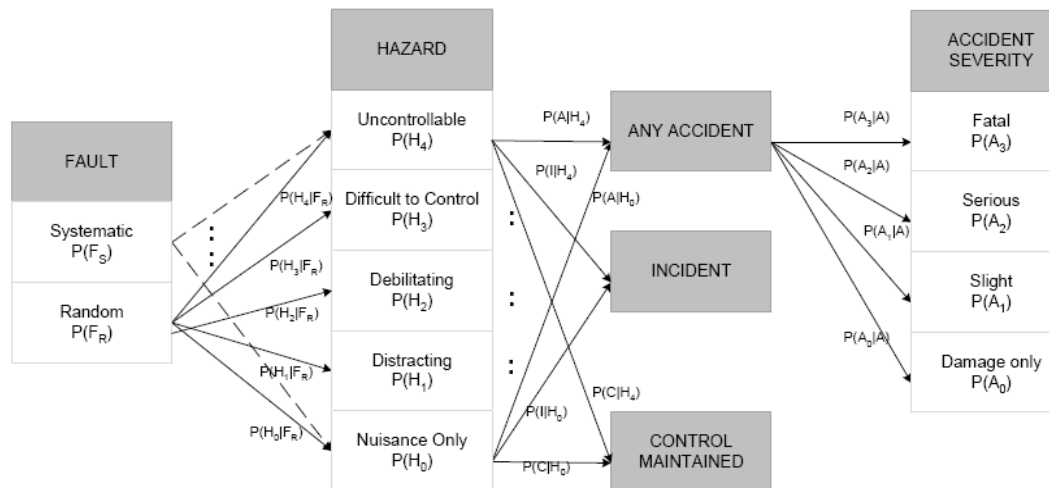 FAULT
Systematic
P(F_S)
Random
P(F_R)
P(H_4|F_R)
P(H_3|F_R)
P(H_2|F_R)
P(H_1|F_R)
P(H_0|F_R)
HAZARD
Uncontrollable
P(H_4)
Difficult to Control
P(H_3)
Debilitating
P(H_2)
Distracting
P(H_1)
Nuisance Only
P(H_0)
P(A|H_4)
P(I|H_4)
P(A|H_0)
P(C|H_4)
P(I|H_0)
P(C|H_0)
ANY ACCIDENT
INCIDENT
CONTROL
MAINTAINED
P(A_3|A)
P(A_2|A)
P(A_1|A)
P(A_0|A)
ACCIDENT
SEVERITY
Fatal
P(A_3)
Serious
P(A_2)
Slight
P(A_1)
Damage only
P(A_0)